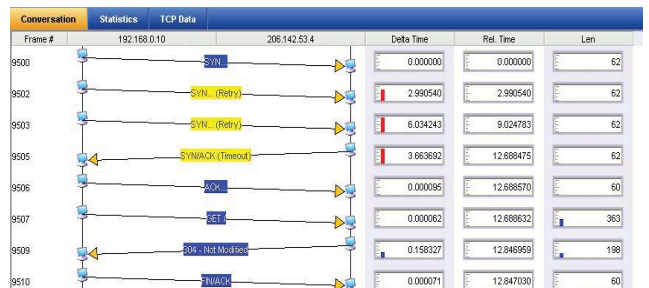 Conversation Statistics TCP Data
Frame # 192.168.0.10 206.142.53.4 Delta Time Rel. Time Len
9500 SYN... 0.000000 0.000000 62
9502 SYN... (Retry) 2.990540 2.990540 62
9503 SYN... (Retry) 6.034243 9.024783 62
9505 SYN/ACK (Timeout) 3.663692 12.688475 62
9506 ACK... 0.000095 12.688570 60
9507 GET / 0.000062 12.688632 363
9509 304 - Not Modified 0.158327 12.846959 198
9510 FIN/ACK 0.000071 12.847030 60